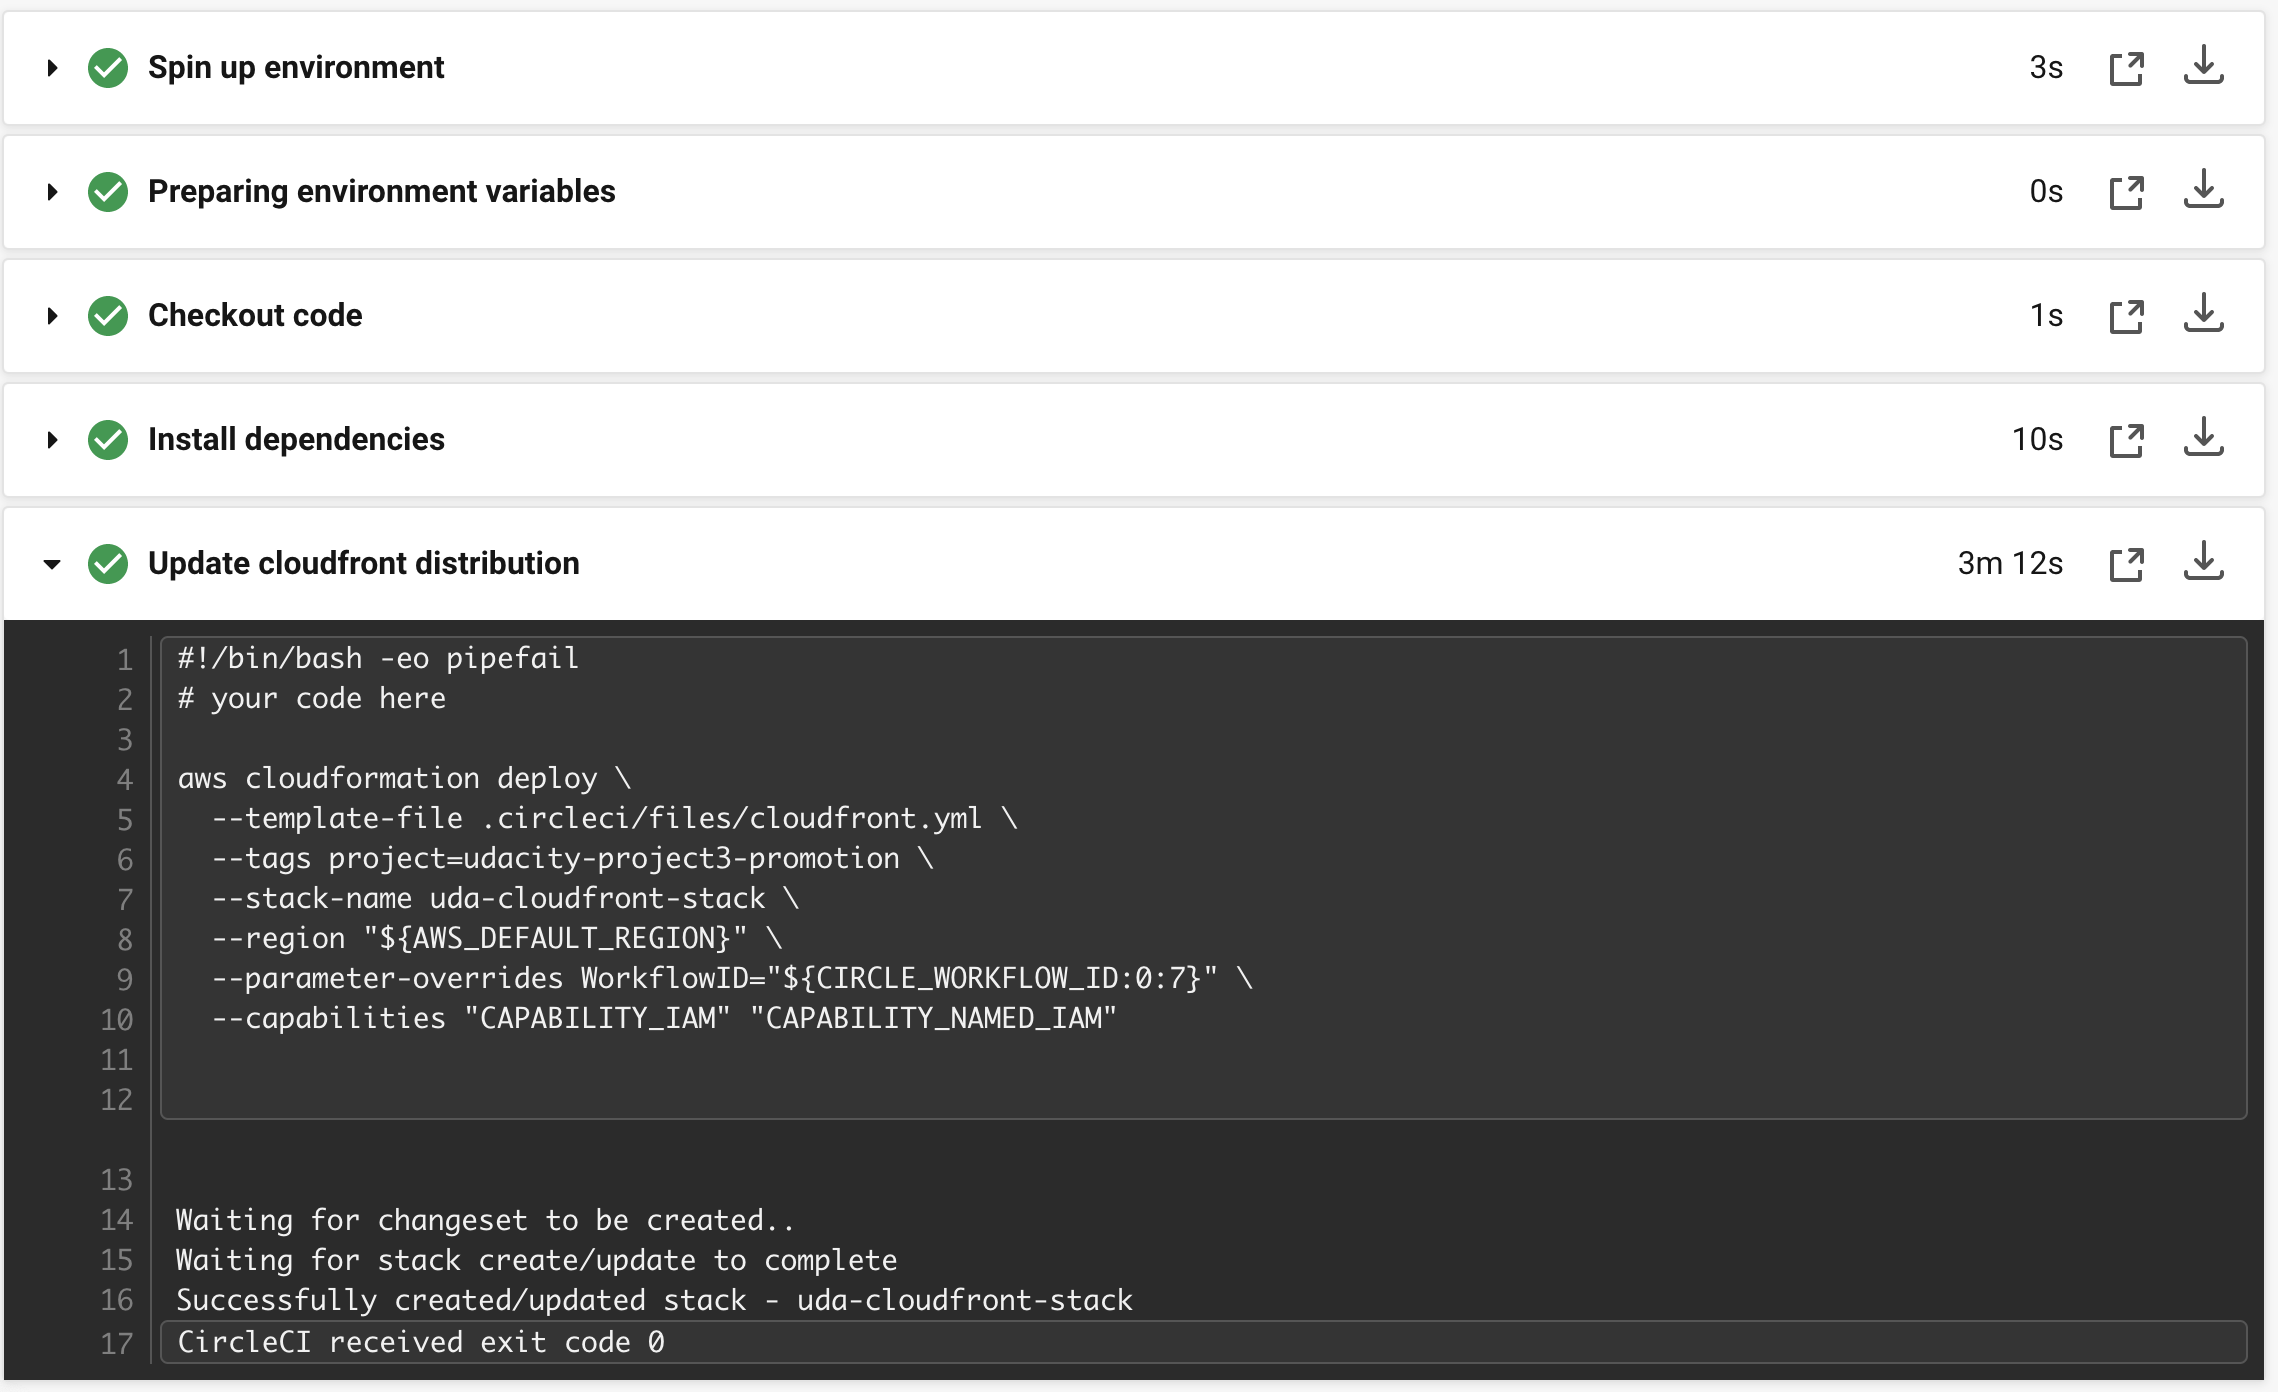 Spin up environment 3s
Preparing environment variables 0s
Checkout code 1s
Install dependencies 10s
Update cloudfront distribution 3m 12s
1 #!/bin/bash -eo pipefail
2 # your code here
3
4 aws cloudformation deploy \
5   --template-file .circleci/files/cloudfront.yml \
6   --tags project=udacity-project3-promotion \
7   --stack-name uda-cloudfront-stack \
8   --region "${AWS_DEFAULT_REGION}" \
9   --parameter-overrides WorkflowID="${CIRCLE_WORKFLOW_ID:0:7}" \
10   --capabilities "CAPABILITY_IAM" "CAPABILITY_NAMED_IAM"
11
12
13
14 Waiting for changeset to be created..
15 Waiting for stack create/update to complete
16 Successfully created/updated stack - uda-cloudfront-stack
17 CircleCI received exit code 0